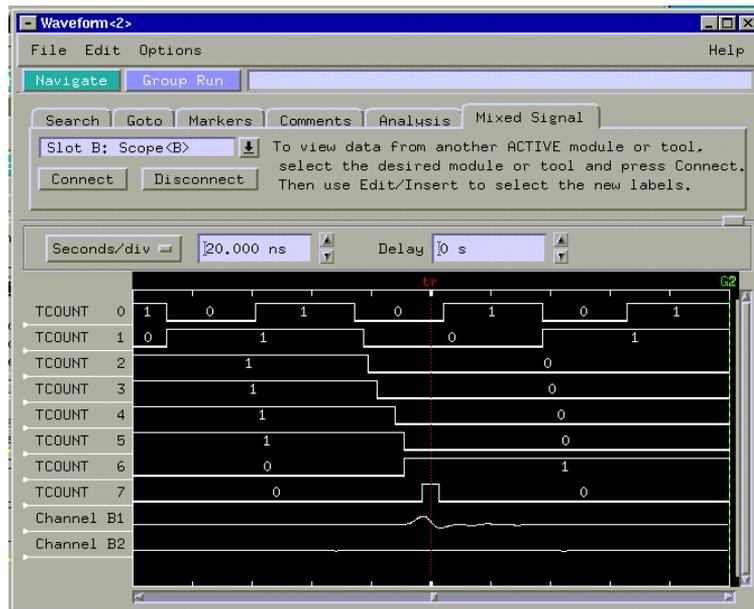 Waveform<2>
File Edit Options Help
Navigate Group Run
Search Goto Markers Comments Analysis Mixed Signal
Slot B: Scope<B>
To view data from another ACTIVE module or tool,
select the desired module or tool and press Connect.
Then use Edit/Insert to select the new labels.
Connect Disconnect
Seconds/div 20.000 ns Delay 0 s
tr G2
TCOUNT 0 1 0 1 0 1 0 1
TCOUNT 1 0 1 0 1
TCOUNT 2 1 0
TCOUNT 3 1 0
TCOUNT 4 1 0
TCOUNT 5 1 0
TCOUNT 6 0 1
TCOUNT 7 0 0
Channel B1
Channel B2